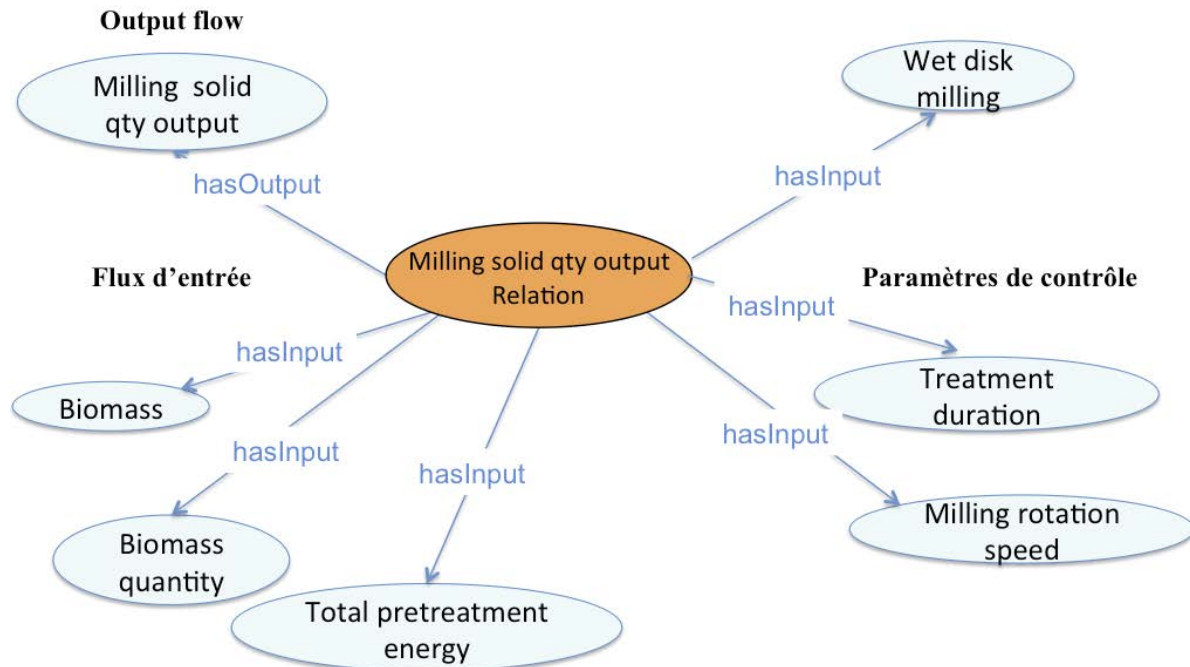 Output flow
Milling solid
qty output
Wet disk
milling
hasOutput
hasInput
Milling solid qty output
Relation
Flux d’entrée
Paramètres de contrôle
hasInput
hasInput
Biomass
Treatment
duration
hasInput
hasInput
hasInput
Biomass
quantity
Milling rotation
speed
Total pretreatment
energy